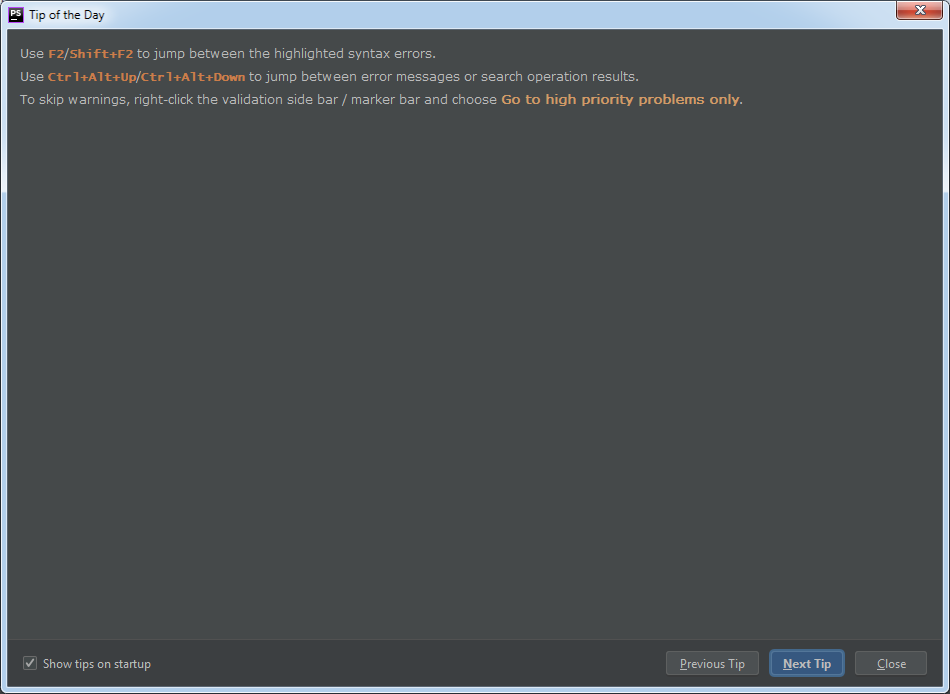 PS Tip of the Day
Use F2/Shift+F2 to jump between the highlighted syntax errors.
Use Ctrl+Alt+Up/Ctrl+Alt+Down to jump between error messages or search operation results.
To skip warnings, right-click the validation side bar / marker bar and choose Go to high priority problems only.
Show tips on startup
Previous Tip
Next Tip
Close